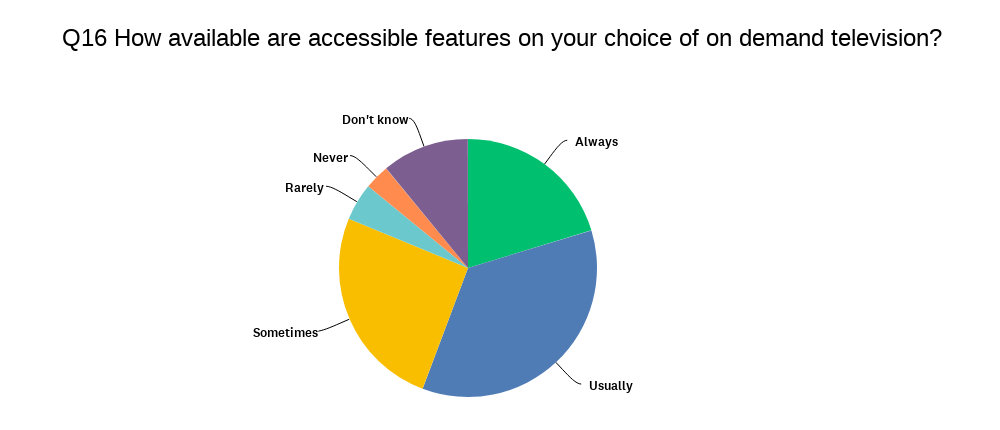 Q16 How available are accessible features on your choice of on demand television?
Don't know
Always
Never
Rarely
Sometimes
Usually